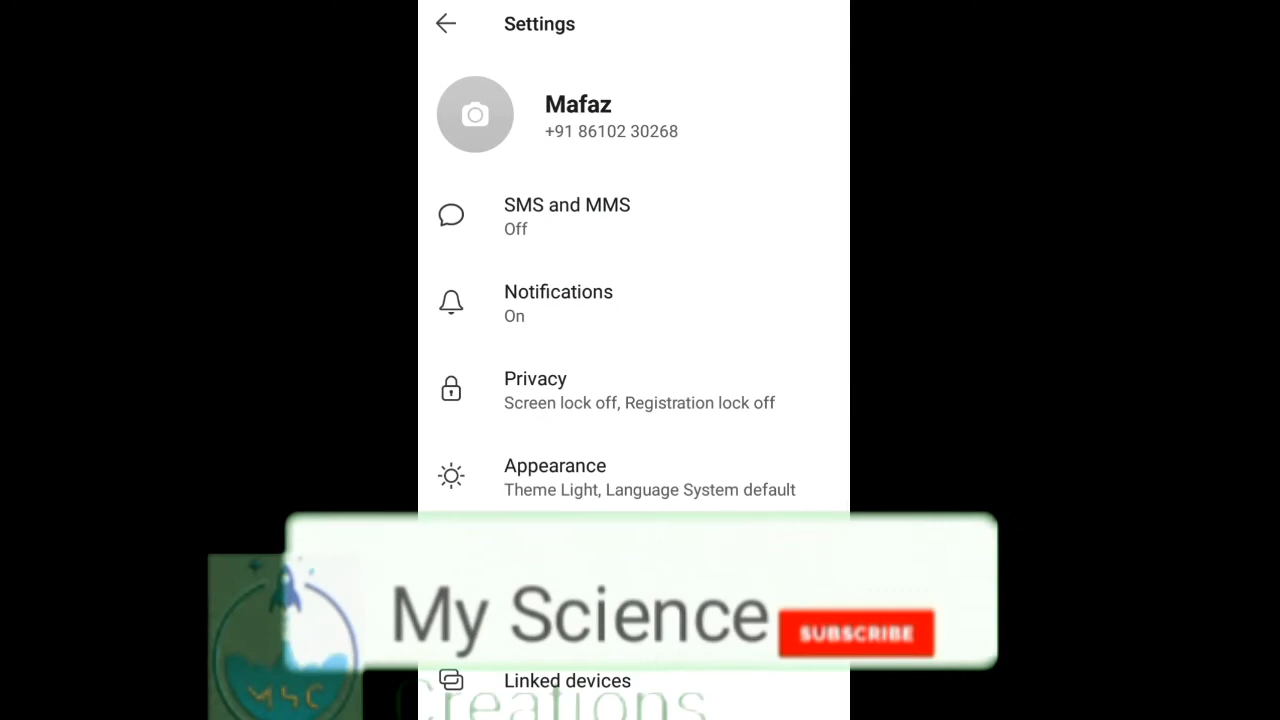 Settings
Mafaz
+91 86102 30268
SMS and MMS
Off
Notifications
On
Privacy
Screen lock off, Registration lock off
Appearance
Theme Light, Language System default
My Science
SUBSCRIBE
MSC
Linked devices
Creations